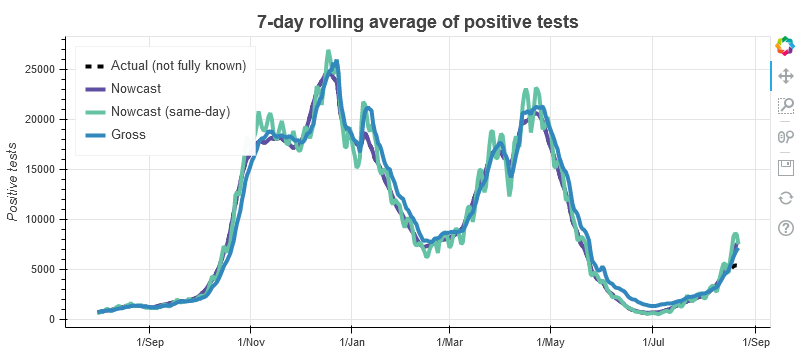 7-day rolling average of positive tests
Actual (not fully known)
Nowcast
Nowcast (same-day)
Gross
Positive tests
25000
20000
15000
10000
5000
0
1/Sep
1/Nov
1/Jan
1/Mar
1/May
1/Jul
1/Sep